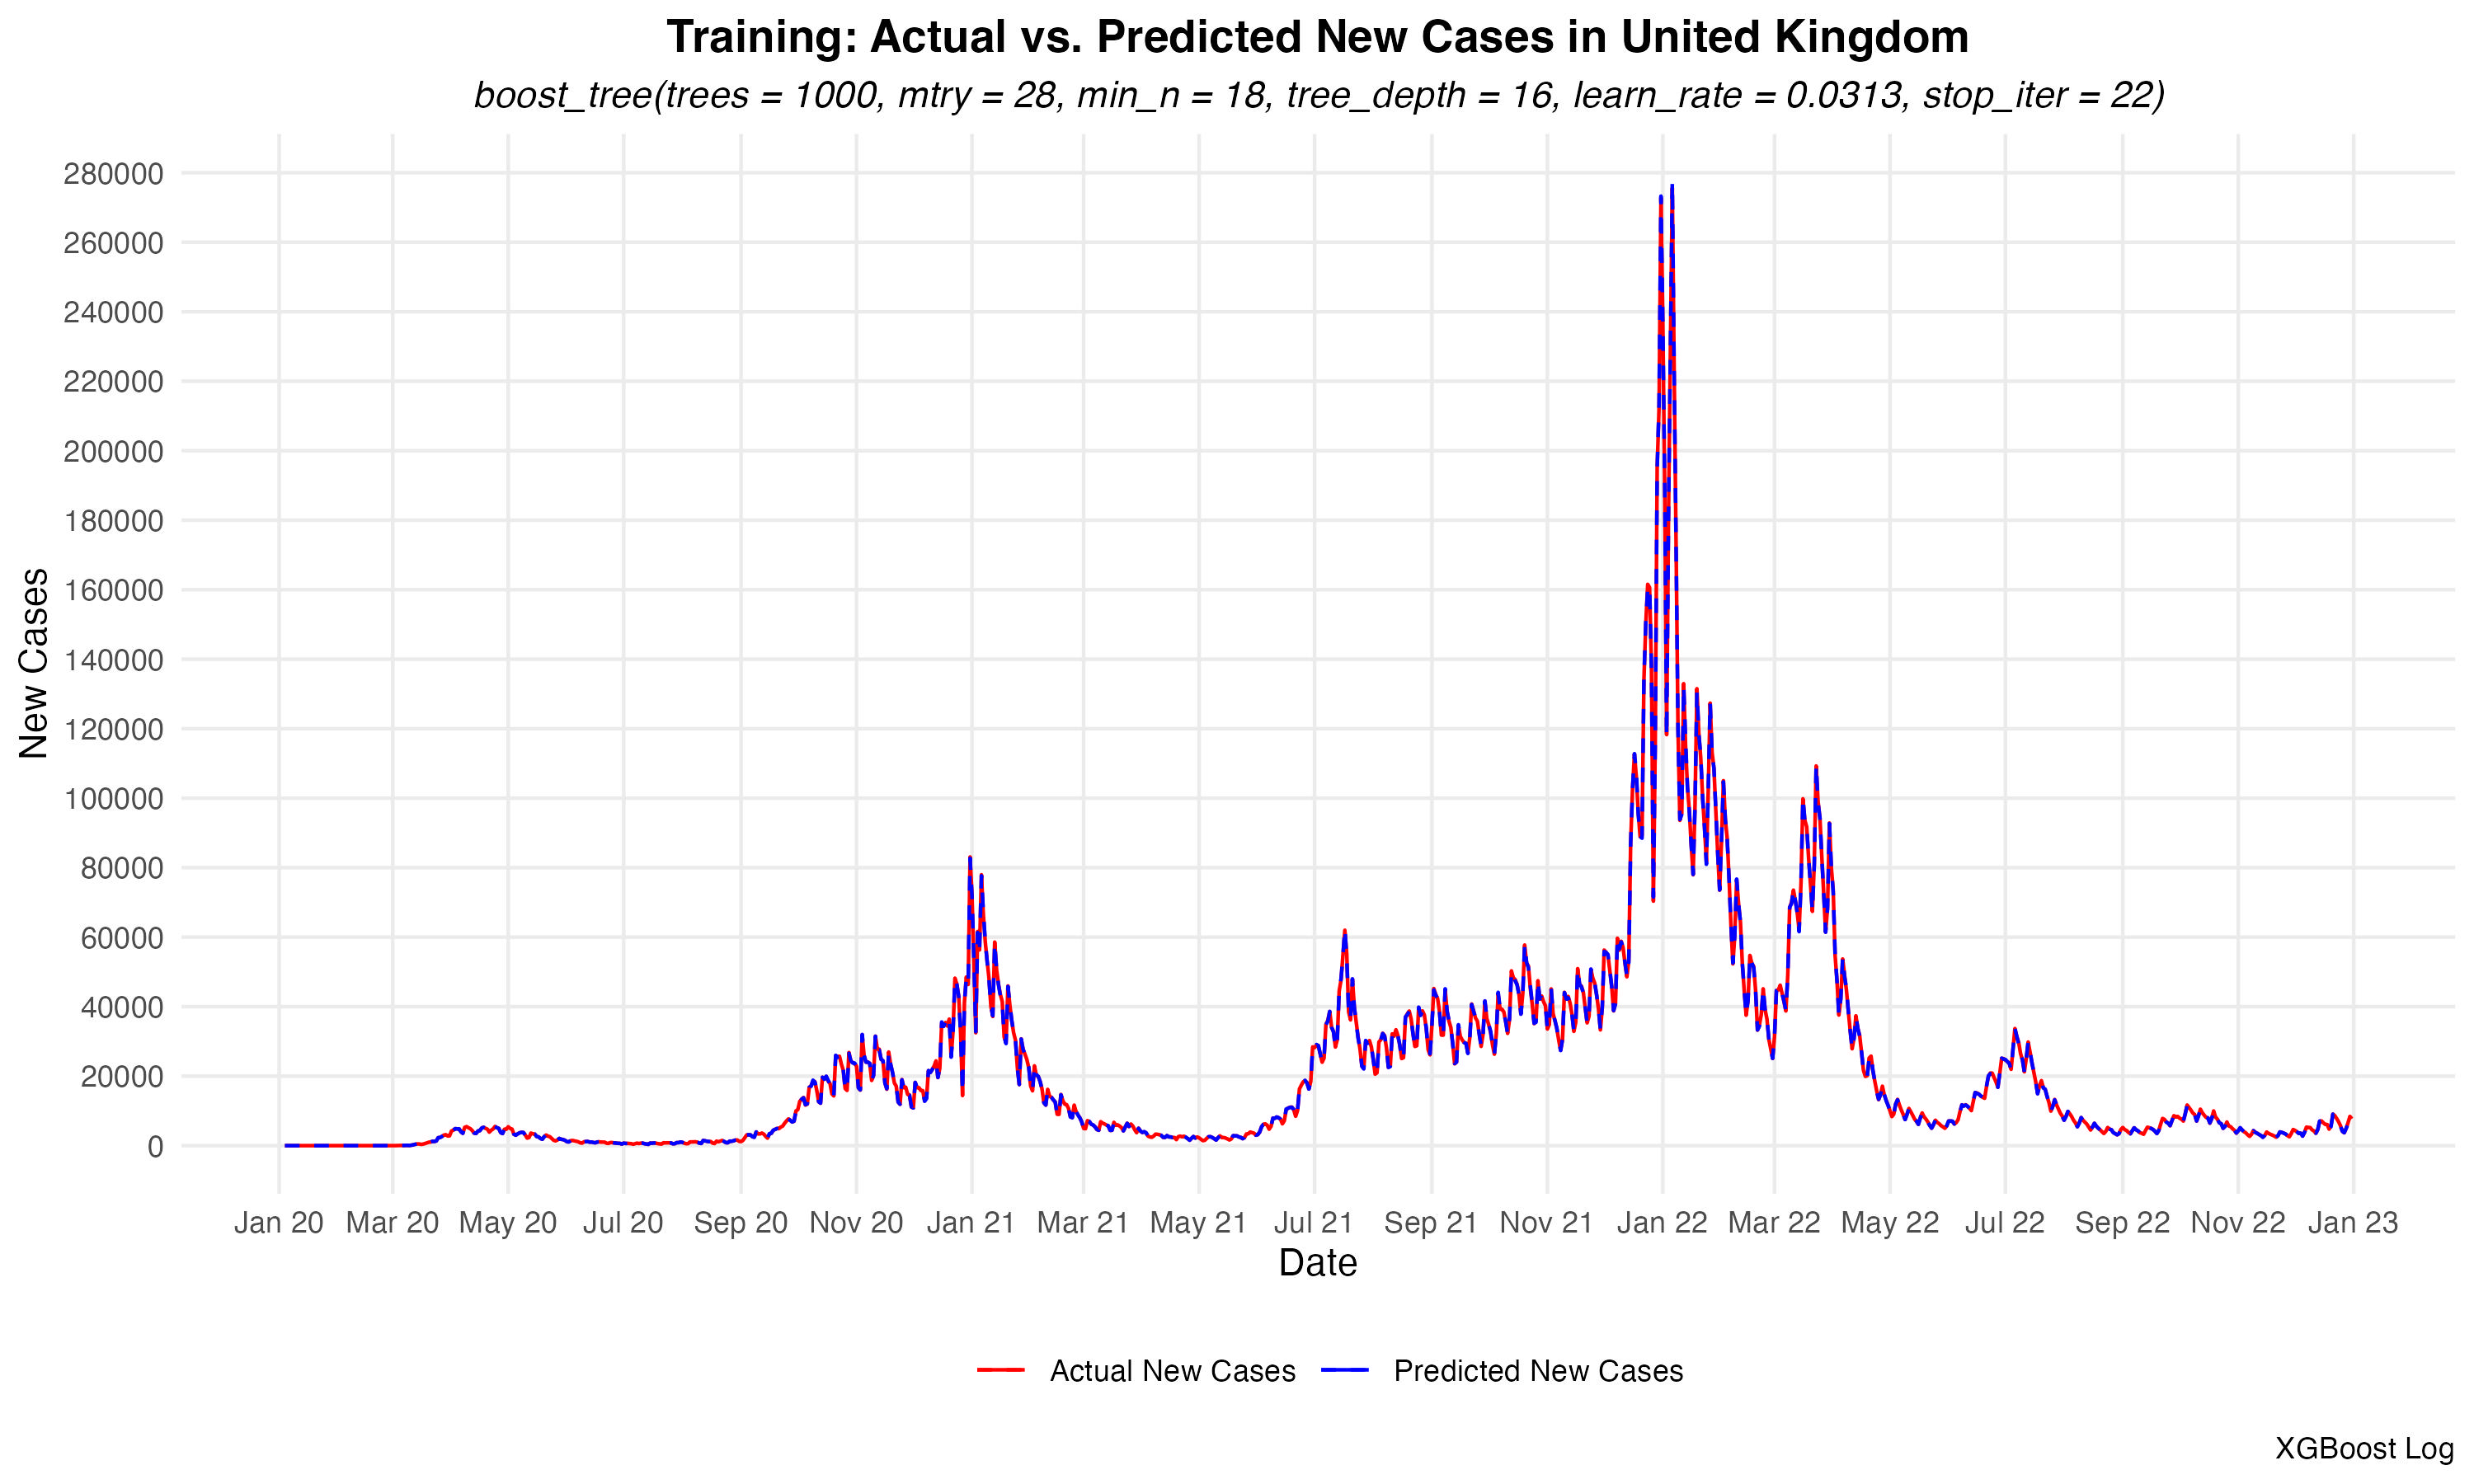 Training: Actual vs. Predicted New Cases in United Kingdom
boost_tree(trees = 1000, mtry = 28, min_n = 18, tree_depth = 16, learn_rate = 0.0313, stop_iter = 22)
New Cases
280000
260000
240000
220000
200000
180000
160000
140000
120000
100000
80000
60000
40000
20000
0
Jan 20 Mar 20 May 20 Jul 20 Sep 20 Nov 20 Jan 21 Mar 21 May 21 Jul 21 Sep 21 Nov 21 Jan 22 Mar 22 May 22 Jul 22 Sep 22 Nov 22 Jan 23
Date
Actual New Cases Predicted New Cases
XGBoost Log